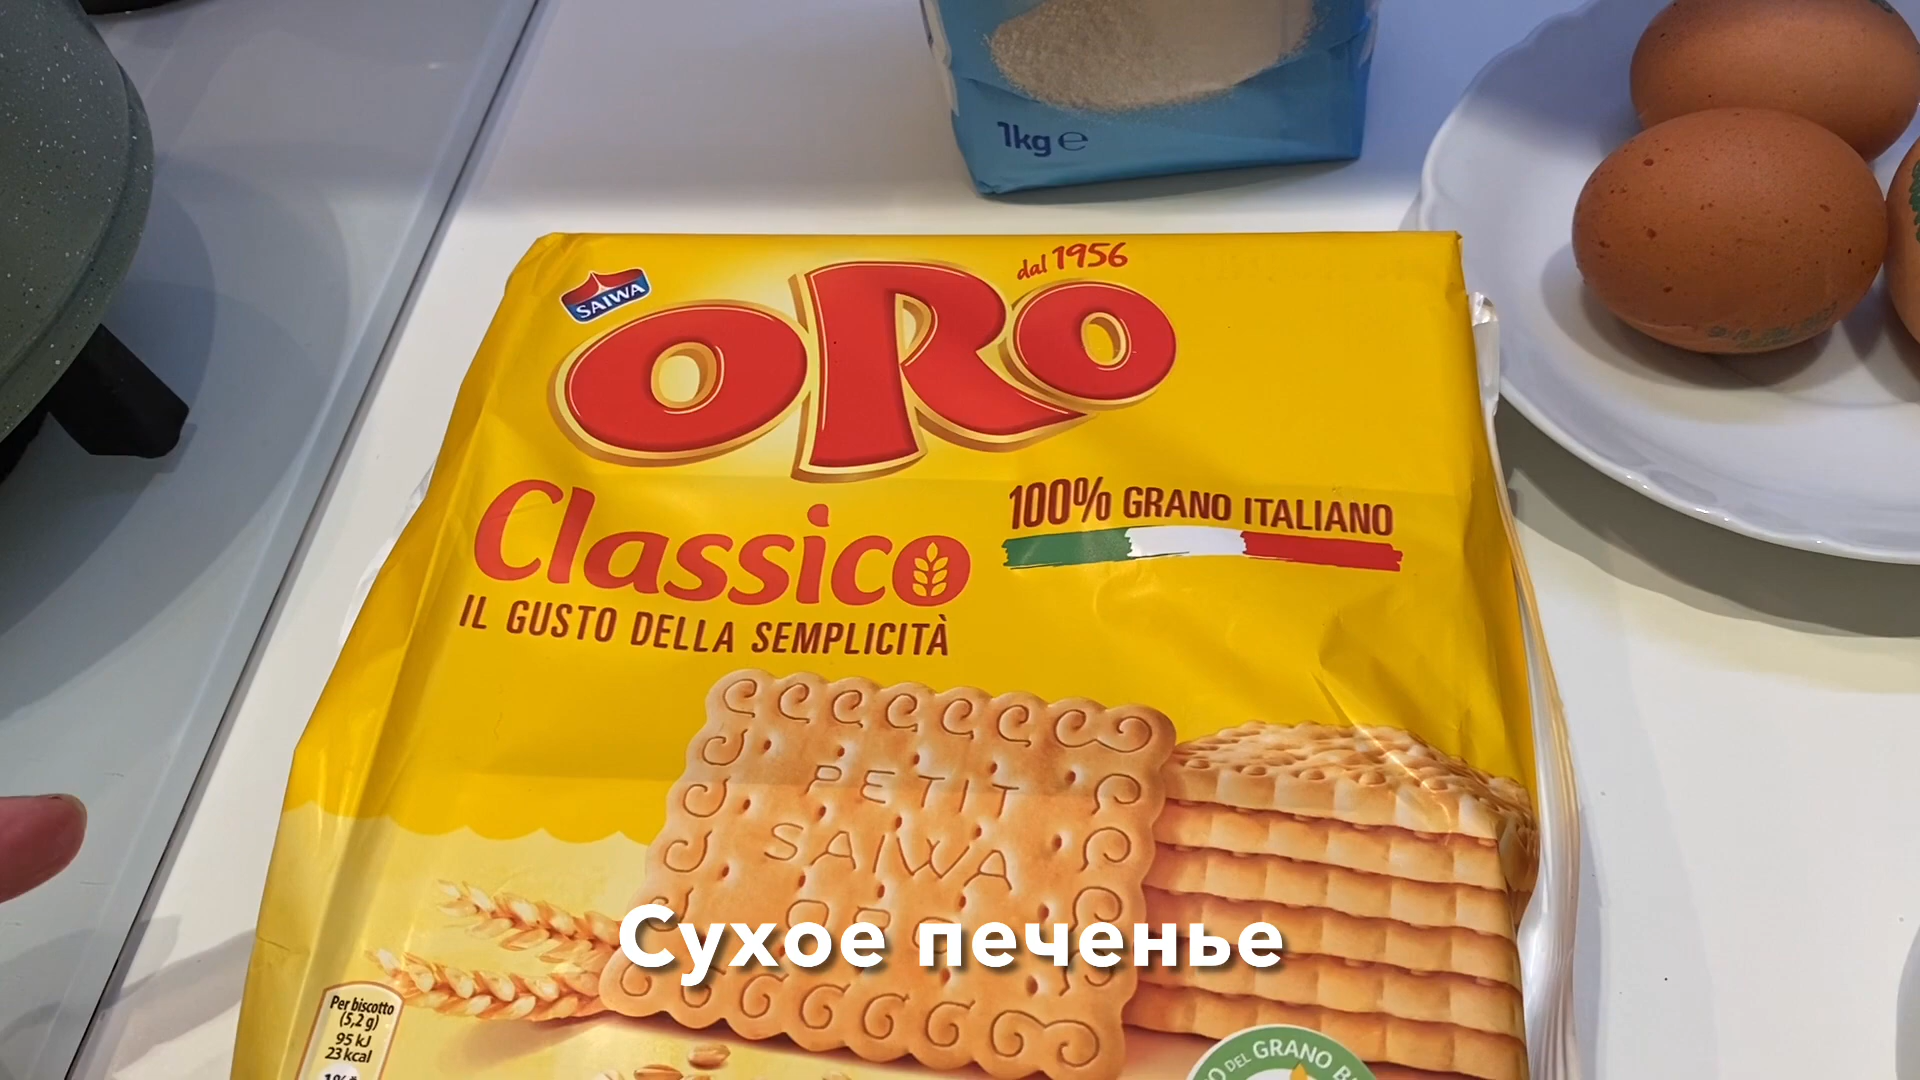 1kg ℮
dal 1956
SAIWA
ORO
Classico
100% GRANO ITALIANO
IL GUSTO DELLA SEMPLICITÀ
PETIT
SAIWA
ORO
Сухое печенье
Per biscotto
(5,2 g)
95 kJ
23 kcal
DEL GRANO